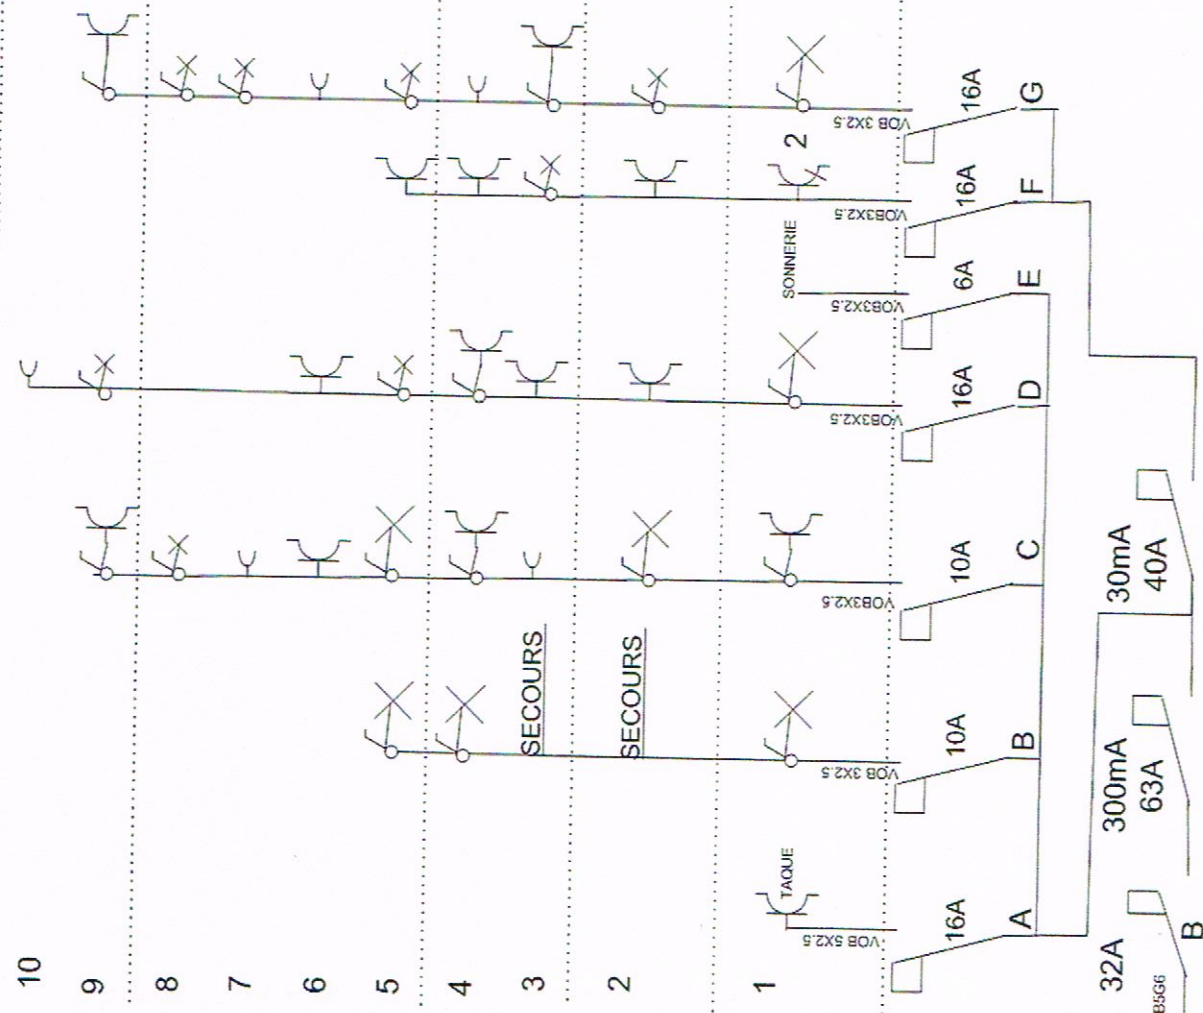 10
9
8
7
6
5
4
3
2
1
TAQUE
SECOURS
SECOURS
SONNERIE
2
VOB 5X2.5
VOB 3X2.5
VOB3X2.5
VOB3X2.5
VOB3X2.5
VOB3X2.5
VOB 3X2.5
16A
10A
10A
16A
6A
16A
16A
A
B
C
D
E
F
G
32A
300mA
63A
30mA
40A
B5G6
B